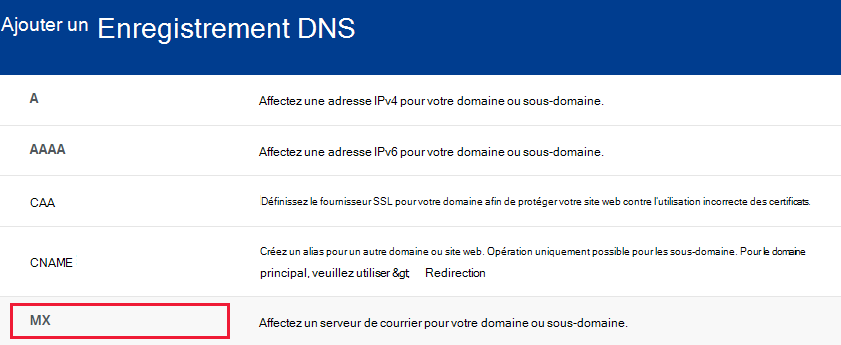 Ajouter un Enregistrement DNS
A Affectez une adresse IPv4 pour votre domaine ou sous-domaine.
AAAA Affectez une adresse IPv6 pour votre domaine ou sous-domaine.
CAA Définissez le fournisseur SSL pour votre domaine afin de protéger votre site web contre l'utilisation incorrecte des certificats.
Créez un alias pour un autre domaine ou site web. Opération uniquement possible pour les sous-domaine. Pour le domaine
CNAME principal, veuillez utiliser &gt; Redirection
MX Affectez un serveur de courrier pour votre domaine ou sous-domaine.